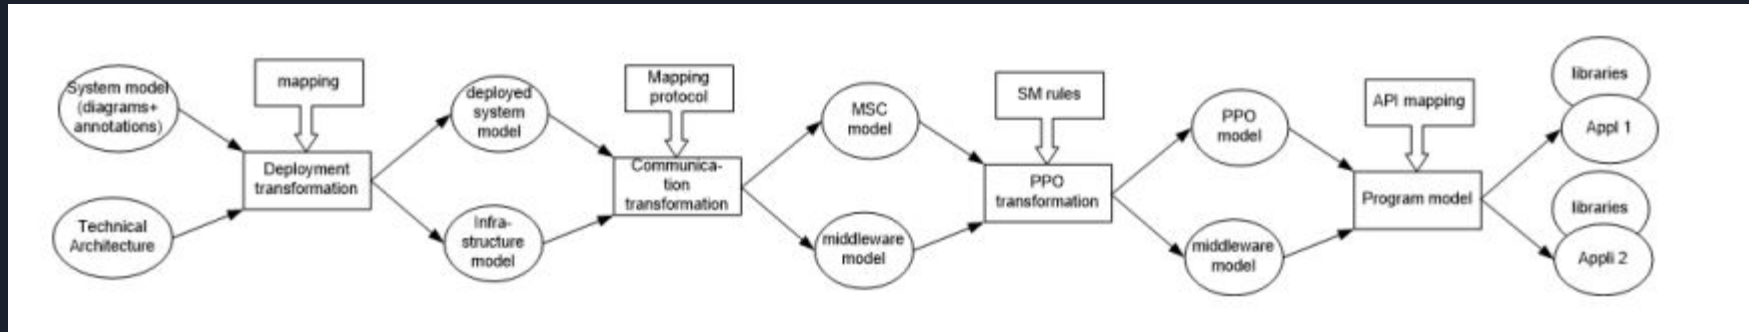 System model
(diagrams+
annotations)
Technical
Architecture
mapping
Deployment
transformation
deployed
system
model
Infra-
structure
model
Mapping
protocol
Communica-
tion
transformation
MSC
model
middleware
model
SM rules
PPO
transformation
PPO
model
middleware
model
API mapping
Program model
libraries
Appl 1
libraries
Appli 2